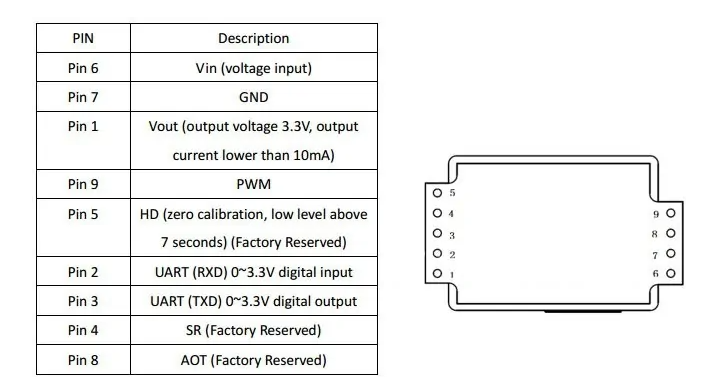 PIN Description
Pin 6 Vin (voltage input)
Pin 7 GND
Pin 1 Vout (output voltage 3.3V, output
current lower than 10mA)
Pin 9 PWM
Pin 5 HD (zero calibration, low level above
7 seconds) (Factory Reserved)
Pin 2 UART (RXD) 0~3.3V digital input
Pin 3 UART (TXD) 0~3.3V digital output
Pin 4 SR (Factory Reserved)
Pin 8 AOT (Factory Reserved)
5
4 9
3 8
2 7
1 6